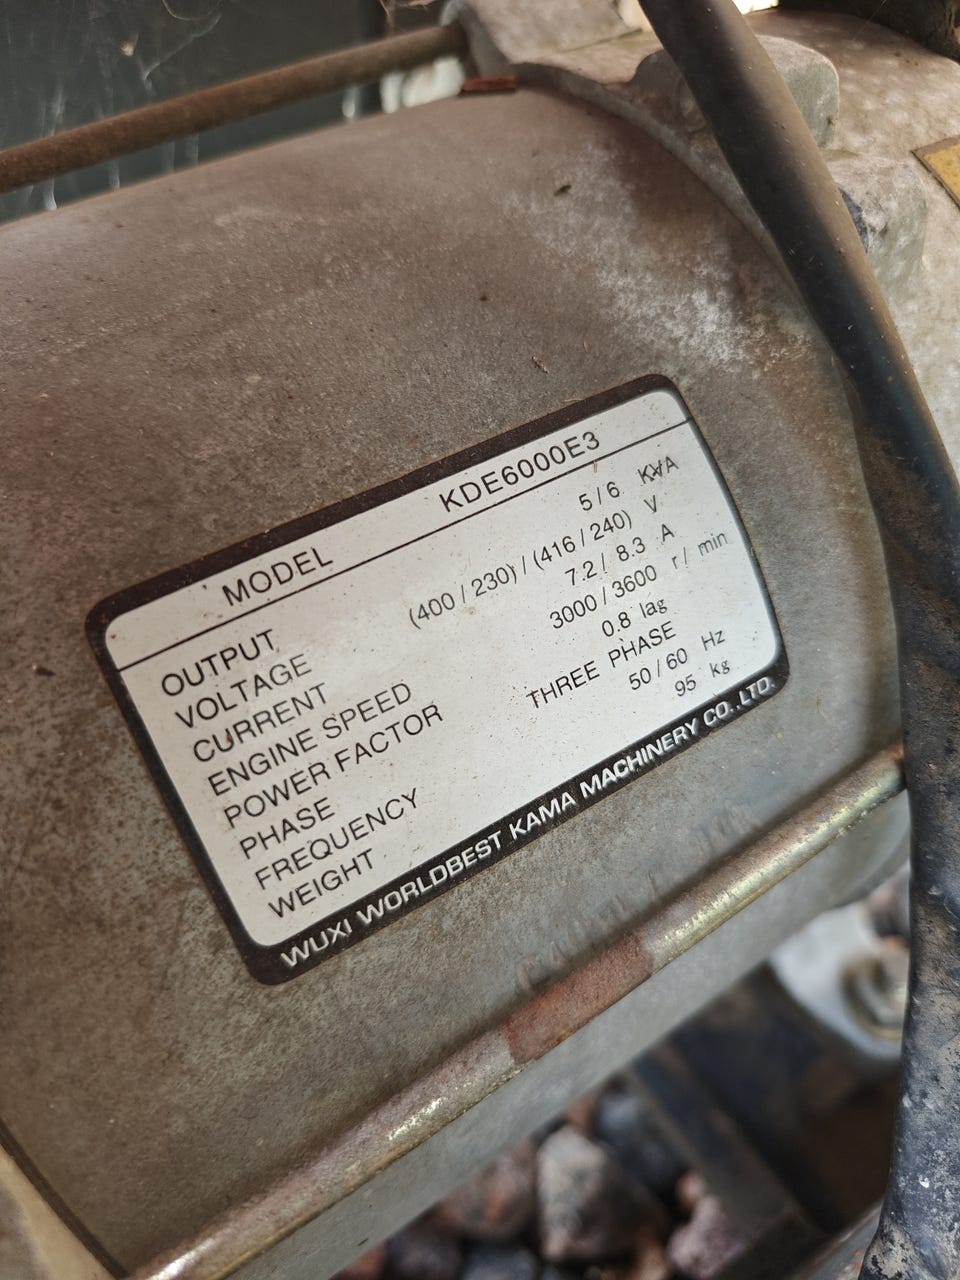 MODEL KDE6000E3
OUTPUT 5/6 KVA
VOLTAGE (400/230)/(416/240) V
CURRENT 7.2/8.3 A
ENGINE SPEED 3000/3600 r/min
POWER FACTOR 0.8 lag
PHASE THREE PHASE
FREQUENCY 50/60 Hz
WEIGHT 95 kg
WUXI WORLDBEST KAMA MACHINERY CO.,LTD.